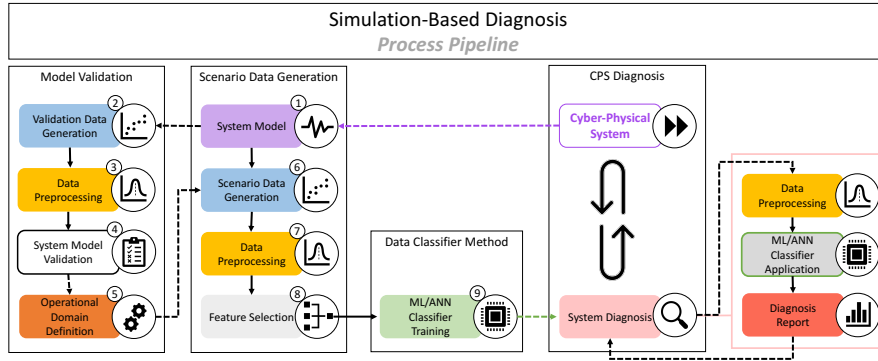 Simulation-Based Diagnosis
Process Pipeline
Model Validation
2
Validation Data
Generation
3
Data
Preprocessing
4
System Model
Validation
5
Operational
Domain
Definition
Scenario Data Generation
1
System Model
6
Scenario Data
Generation
7
Data
Preprocessing
8
Feature Selection
Data Classifier Method
9
ML/ANN
Classifier
Training
CPS Diagnosis
Cyber-Physical
System
System Diagnosis
Data
Preprocessing
ML/ANN
Classifier
Application
Diagnosis
Report